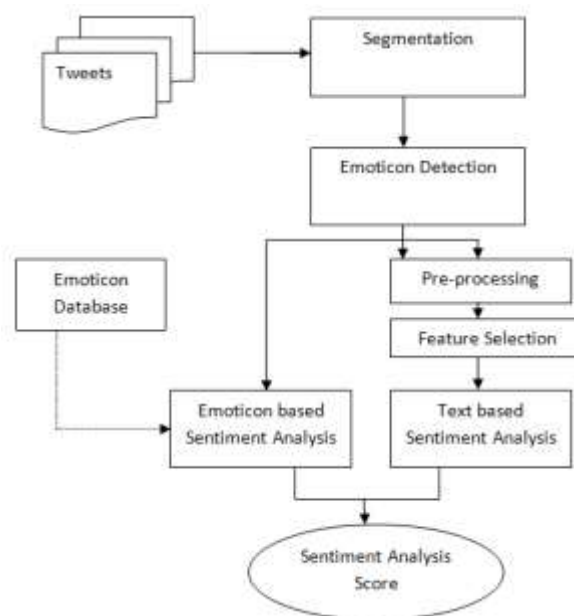 Tweets
Segmentation
Emoticon Detection
Emoticon
Database
Pre-processing
Feature Selection
Emoticon based
Sentiment Analysis
Text based
Sentiment Analysis
Sentiment Analysis
Score